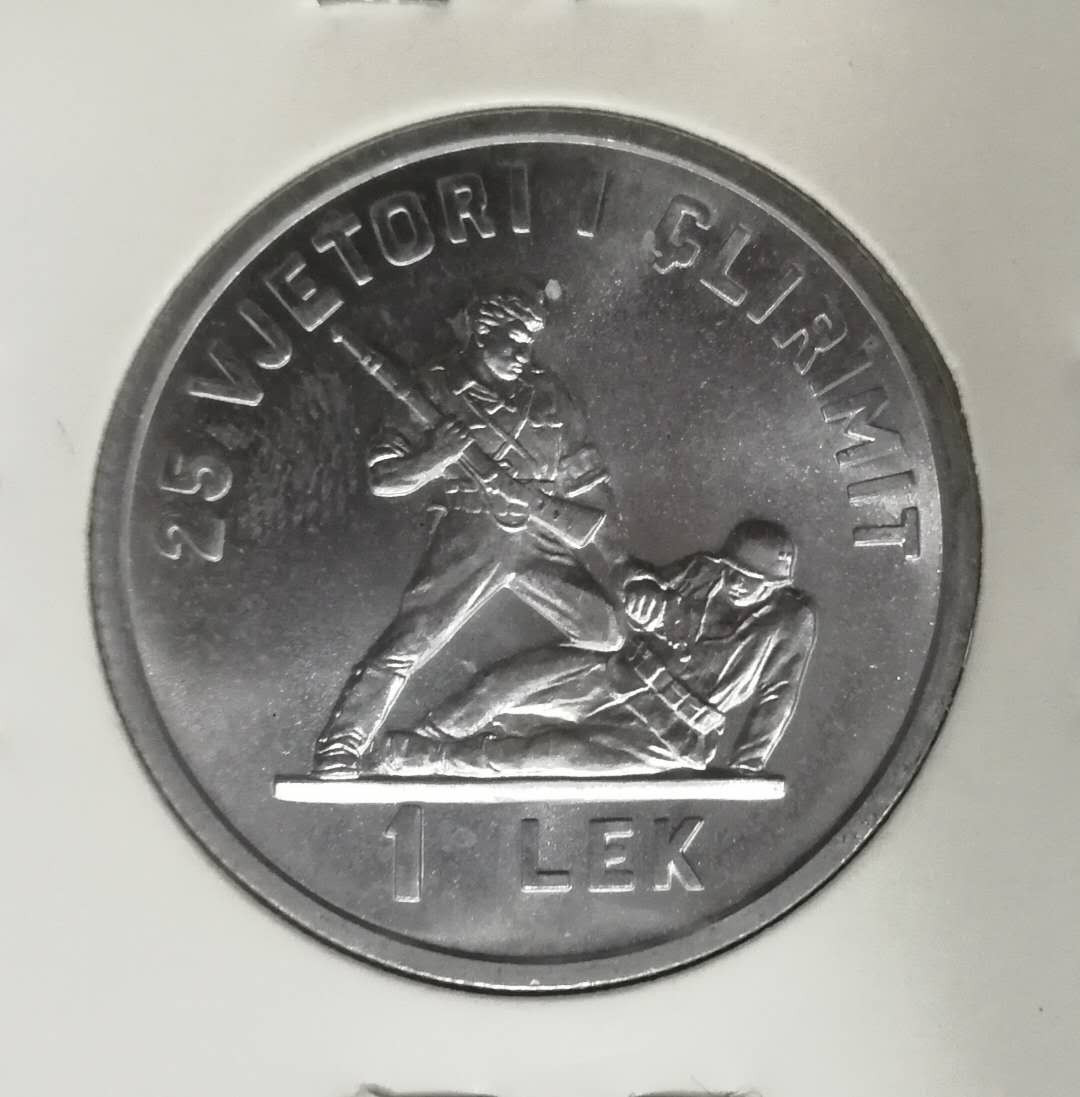 25 VJETORI I ÇLIRIMIT
1 LEK